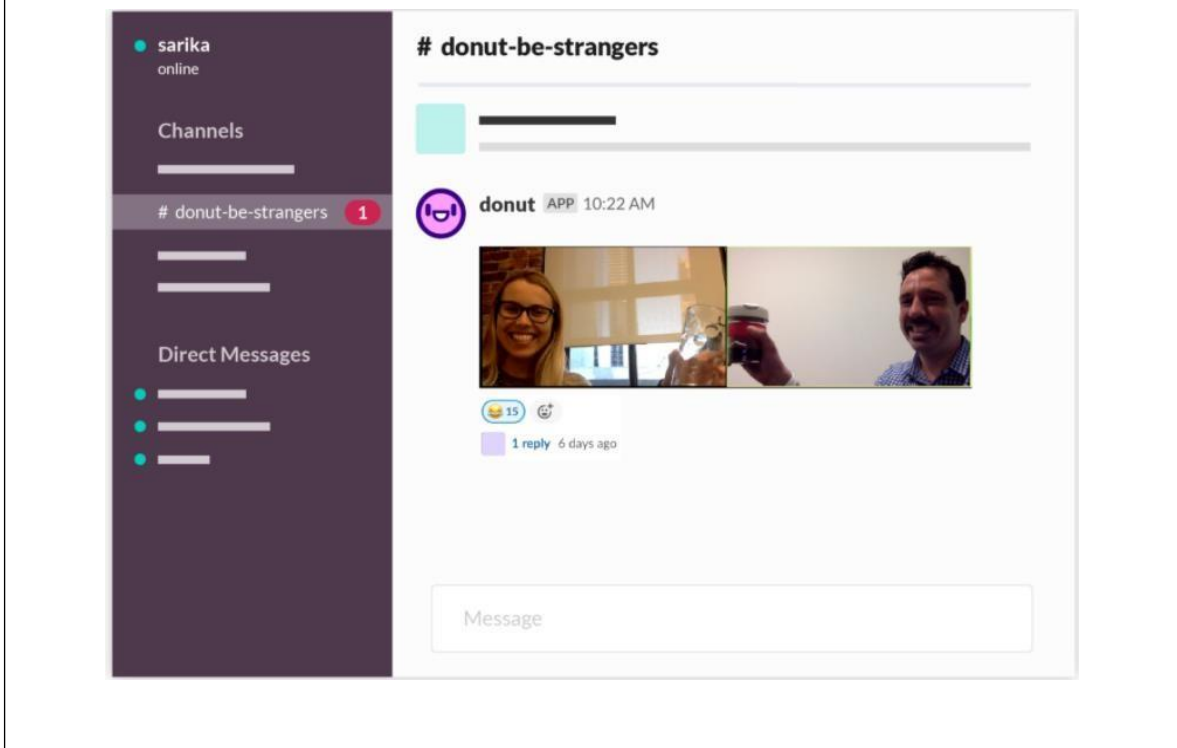 sarika
online
Channels
# donut-be-strangers 1
Direct Messages
# donut-be-strangers
donut APP 10:22 AM
15
1 reply 6 days ago
Message